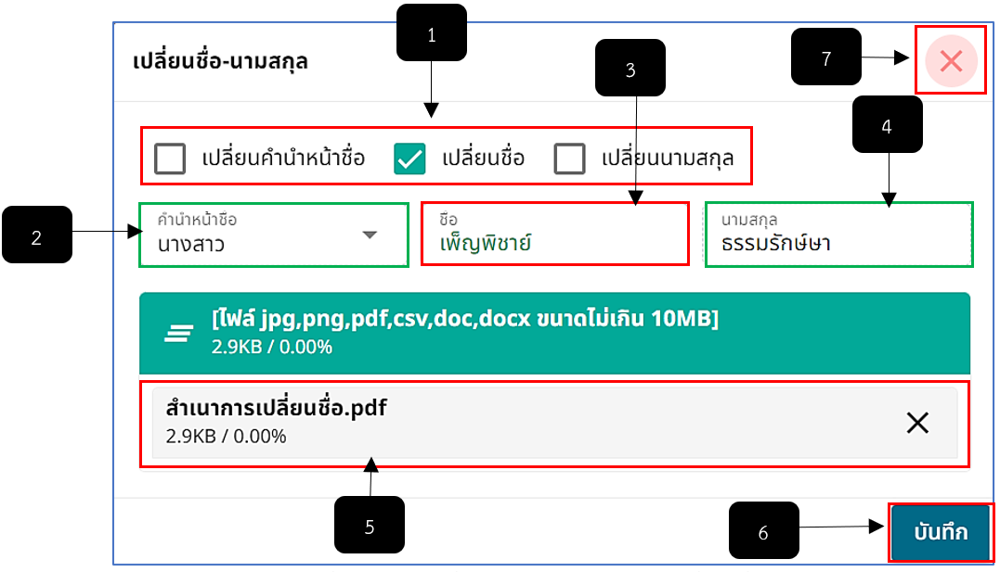 1
เปลี่ยนชื่อ-นามสกุล
3
7
4
เปลี่ยนคำนำหน้าชื่อ เปลี่ยนชื่อ เปลี่ยนนามสกุล
2
คำนำหน้าชื่อ
นางสาว
ชื่อ
เพ็ญพิชาย์
นามสกุล
ธรรมรักษ์ษา
[ไฟล์ jpg,png,pdf,csv,doc,docx ขนาดไม่เกิน 10MB]
2.9KB / 0.00%
สำเนาการเปลี่ยนชื่อ.pdf
2.9KB / 0.00%
5
6
บันทึก